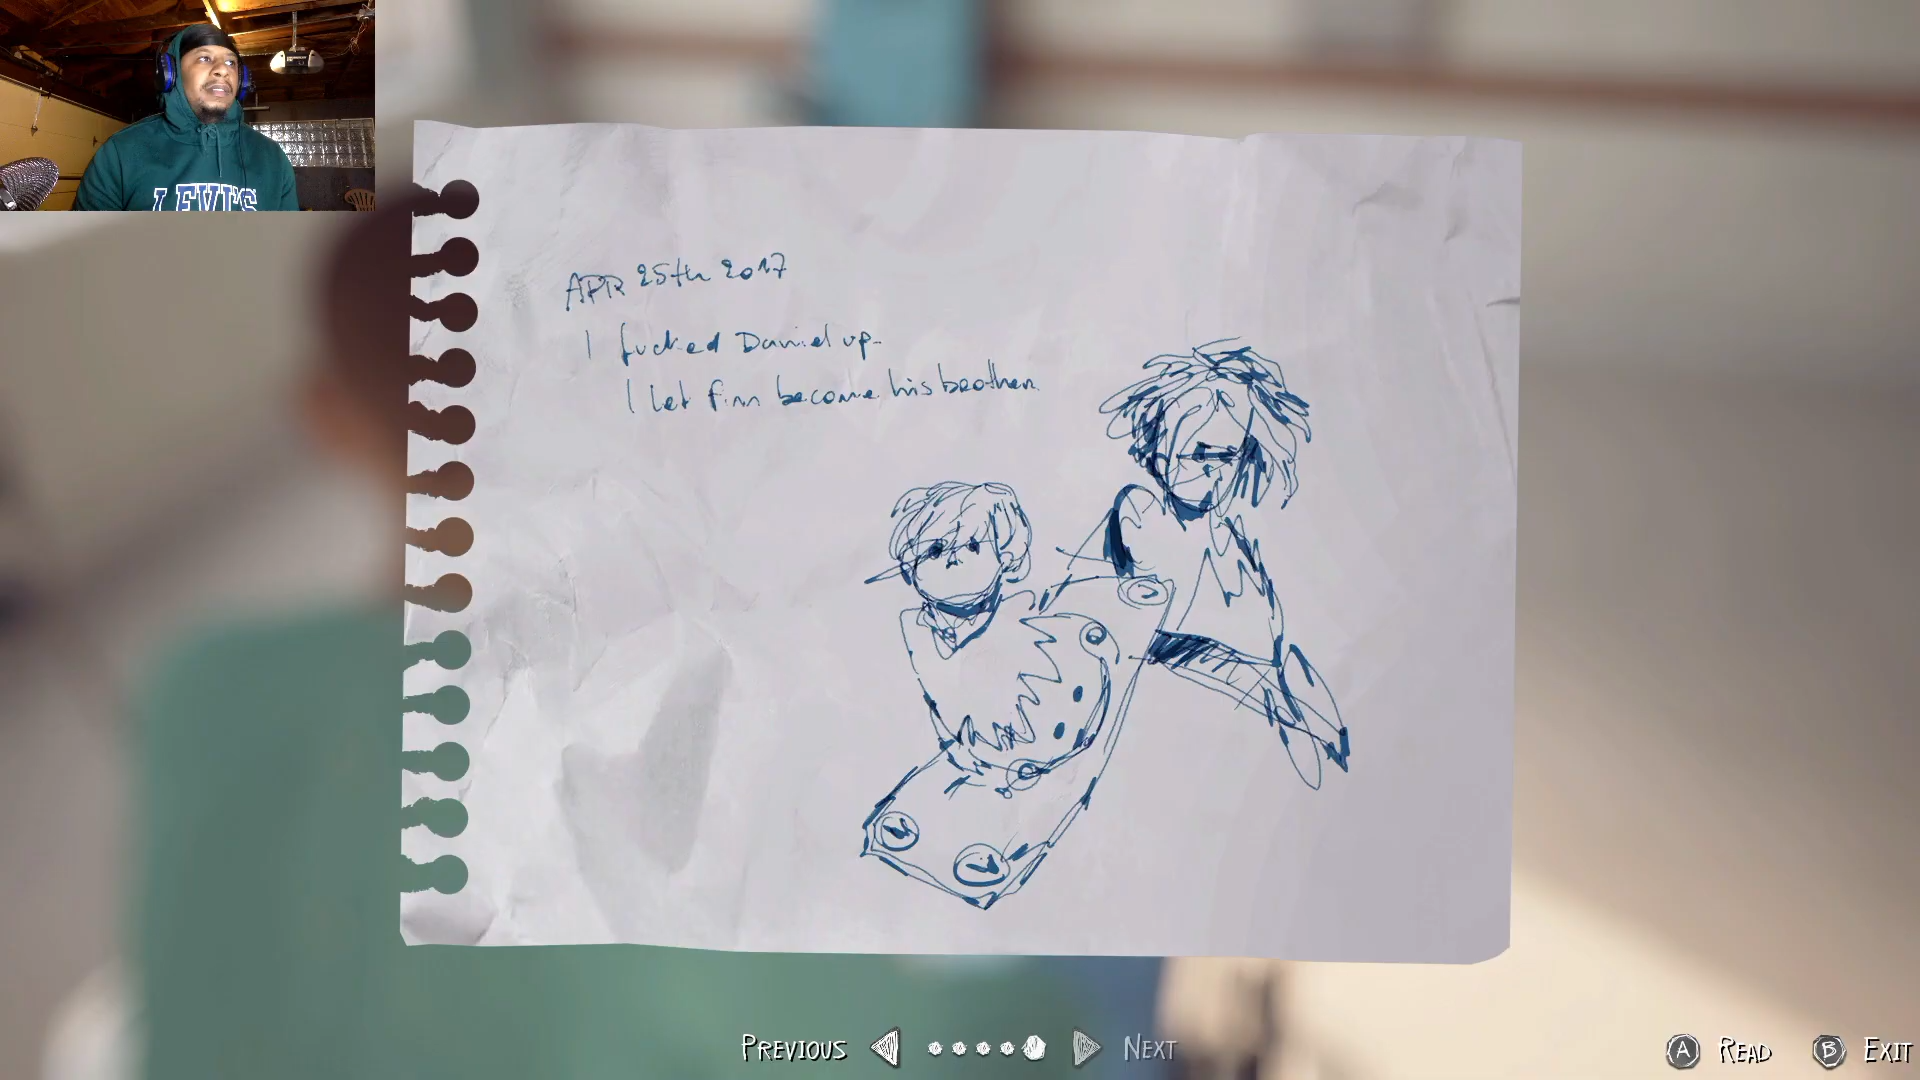 LEVI'S
APR 25th 2017
I fucked Daniel up.
I let Finn become his brother.
PREVIOUS
NEXT
A READ
B EXIT